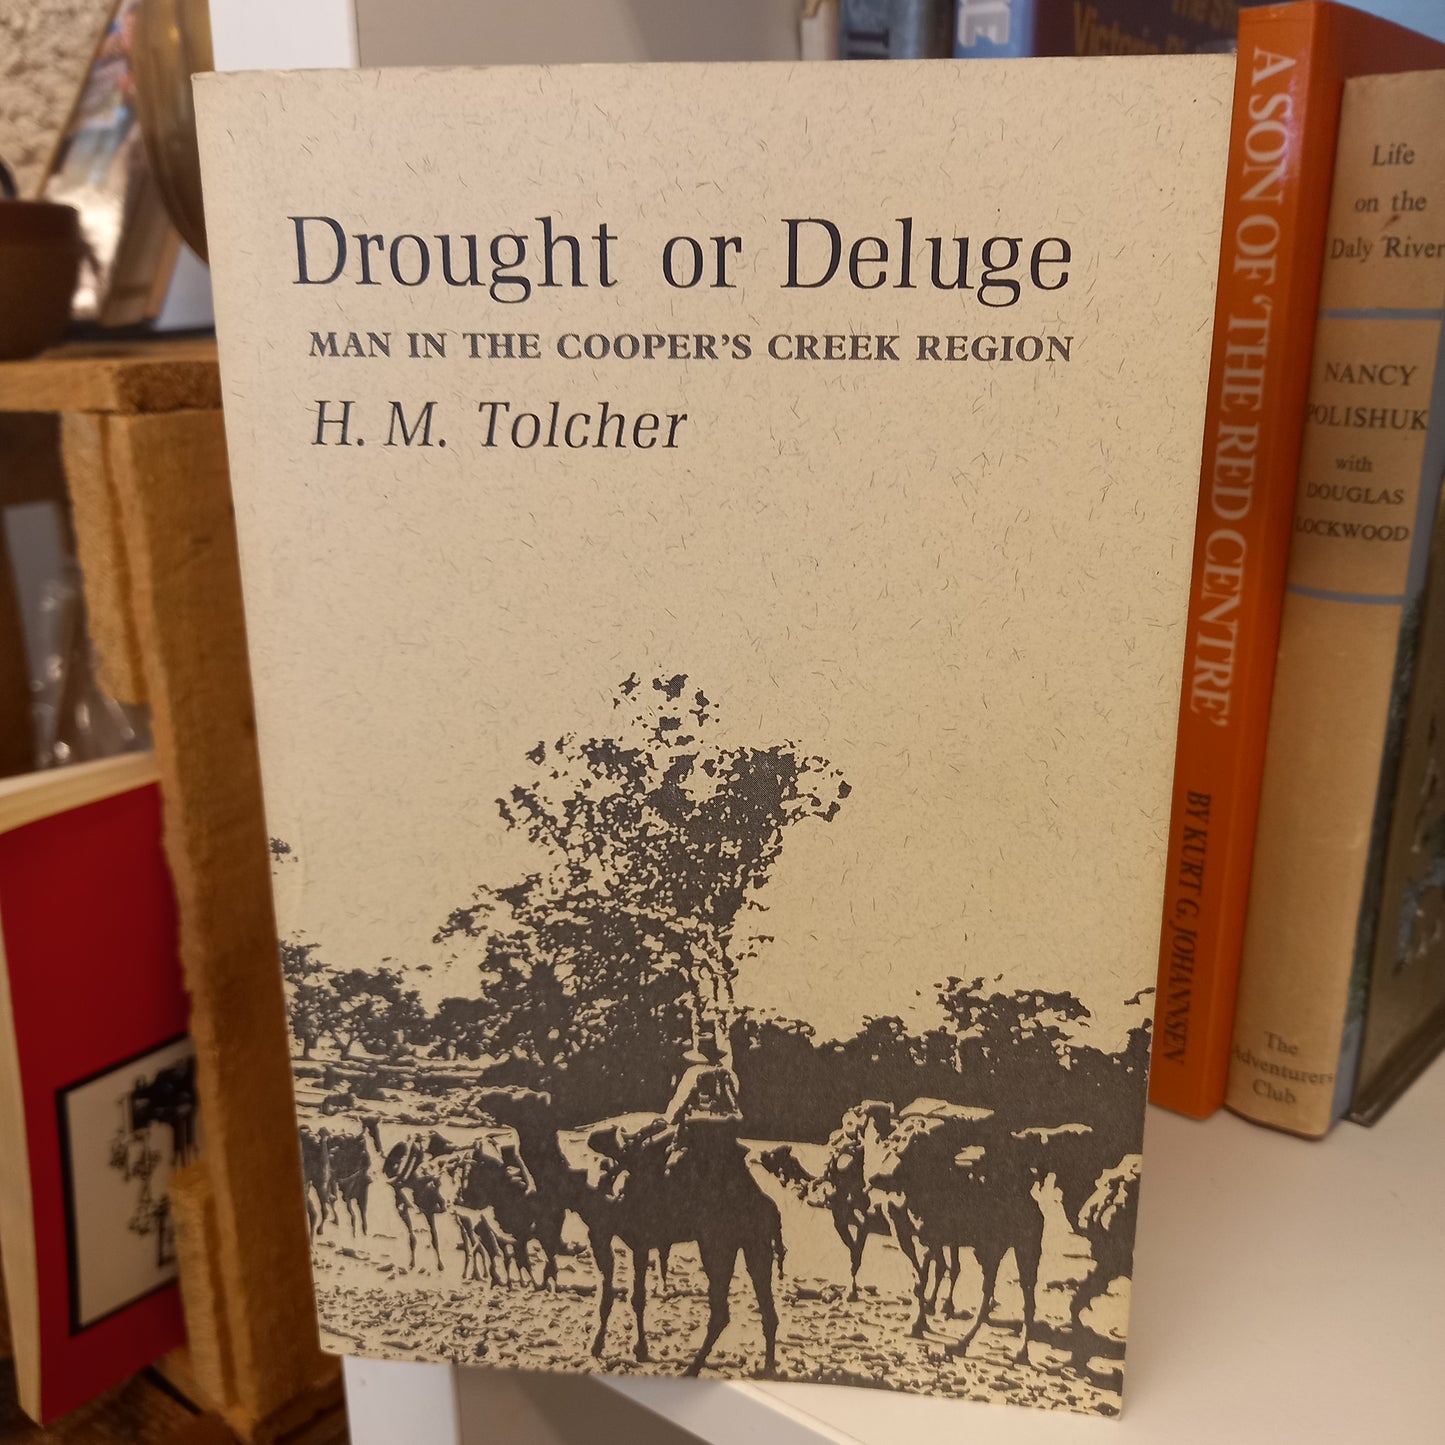 Drought or Deluge
MAN IN THE COOPER'S CREEK REGION
H. M. Tolcher
A SON OF 'THE RED CENTRE'
BY KURT G. JOHANNSEN
Life
on the
Daly River
NANCY
POLISHUK
with
DOUGLAS
LOCKWOOD
The
Adventurers
Club